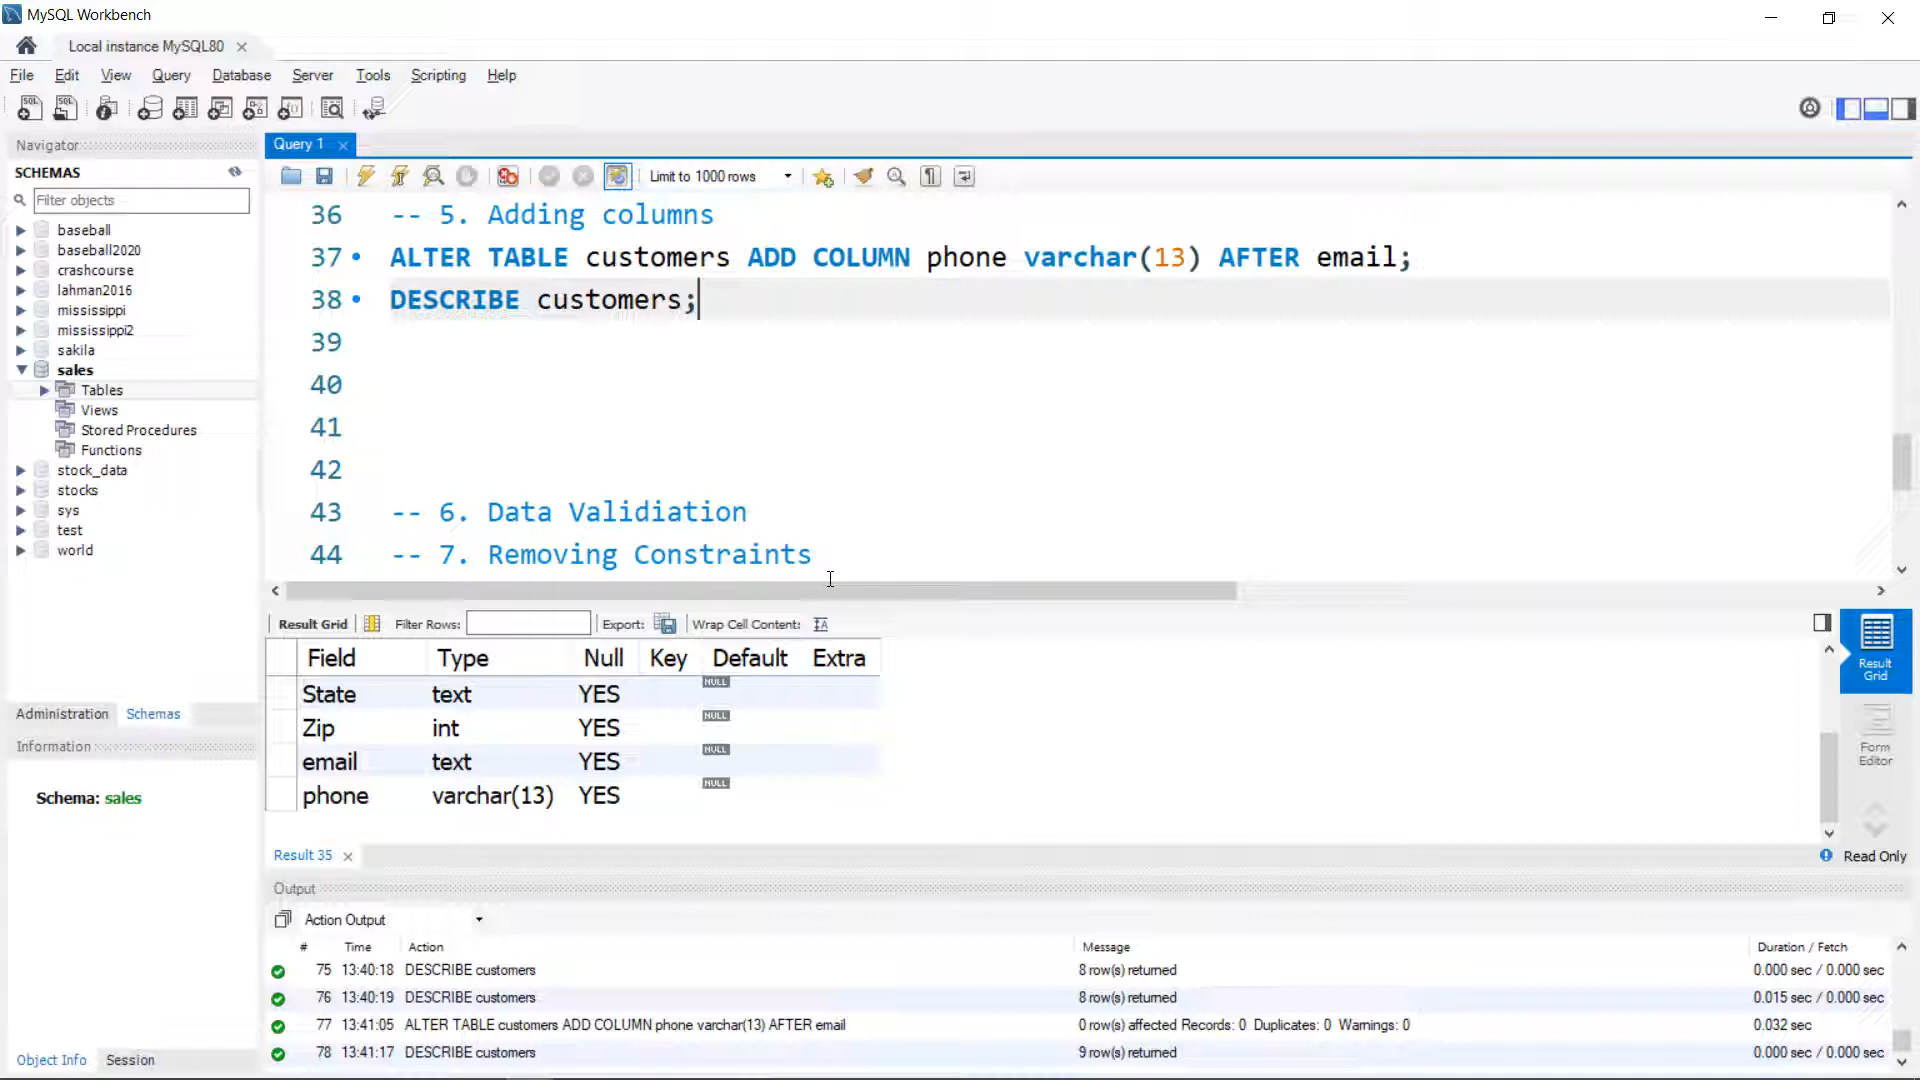 MySQL Workbench
Local instance MySQL80
File Edit View Query Database Server Tools Scripting Help
Navigator
SCHEMAS
Filter objects
baseball
baseball2020
crashcourse
lahman2016
mississippi
mississippi2
sakila
sales
Tables
Views
Stored Procedures
Functions
stock_data
stocks
sys
test
world
Administration Schemas
Information
Schema: sales
Object Info Session
Query 1
Limit to 1000 rows
36 -- 5. Adding columns
37 ALTER TABLE customers ADD COLUMN phone varchar(13) AFTER email;
38 DESCRIBE customers;
39
40
41
42
43 -- 6. Data Validiation
44 -- 7. Removing Constraints
Result Grid Filter Rows: Export: Wrap Cell Content:
Field Type Null Key Default Extra
State text YES NULL
Zip int YES NULL
email text YES NULL
phone varchar(13) YES NULL
Result Grid
Form Editor
Result 35
Read Only
Output
Action Output
# Time Action Message Duration / Fetch
75 13:40:18 DESCRIBE customers 8 row(s) returned 0.000 sec / 0.000 sec
76 13:40:19 DESCRIBE customers 8 row(s) returned 0.015 sec / 0.000 sec
77 13:41:05 ALTER TABLE customers ADD COLUMN phone varchar(13) AFTER email 0 row(s) affected Records: 0 Duplicates: 0 Warnings: 0 0.032 sec
78 13:41:17 DESCRIBE customers 9 row(s) returned 0.000 sec / 0.000 sec